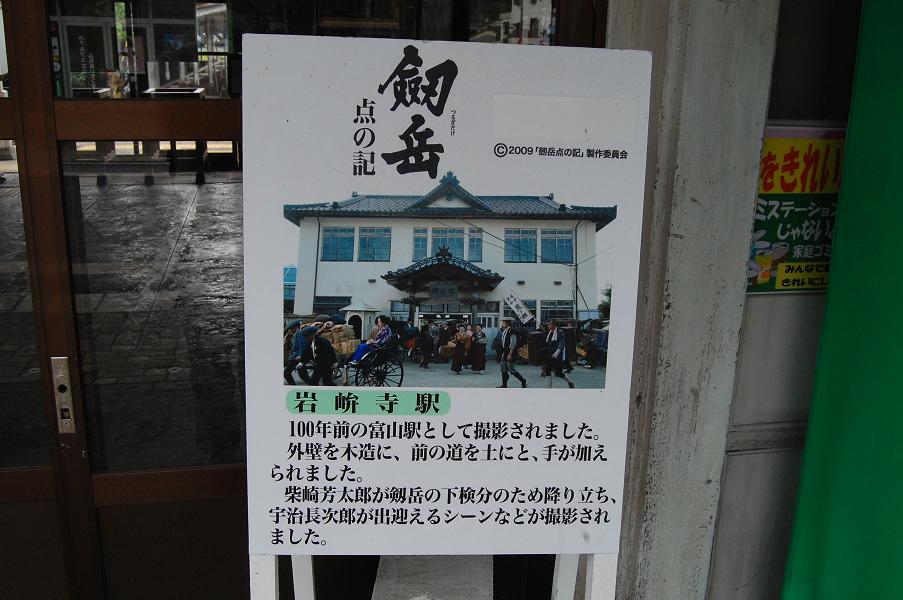 劔岳
つるぎだけ
点の記
©2009「劔岳点の記」製作委員会
岩峅寺駅
100年前の富山駅として撮影されました。
外壁を木造に、前の道を土にと、手が加え
られました。
柴崎芳太郎が剱岳の下検分のため降り立ち、
宇治長次郎が出迎えるシーンなどが撮影され
ました。
をきれい
ミステーション
じゃない
家庭ゴミ
みんなで
きれいに